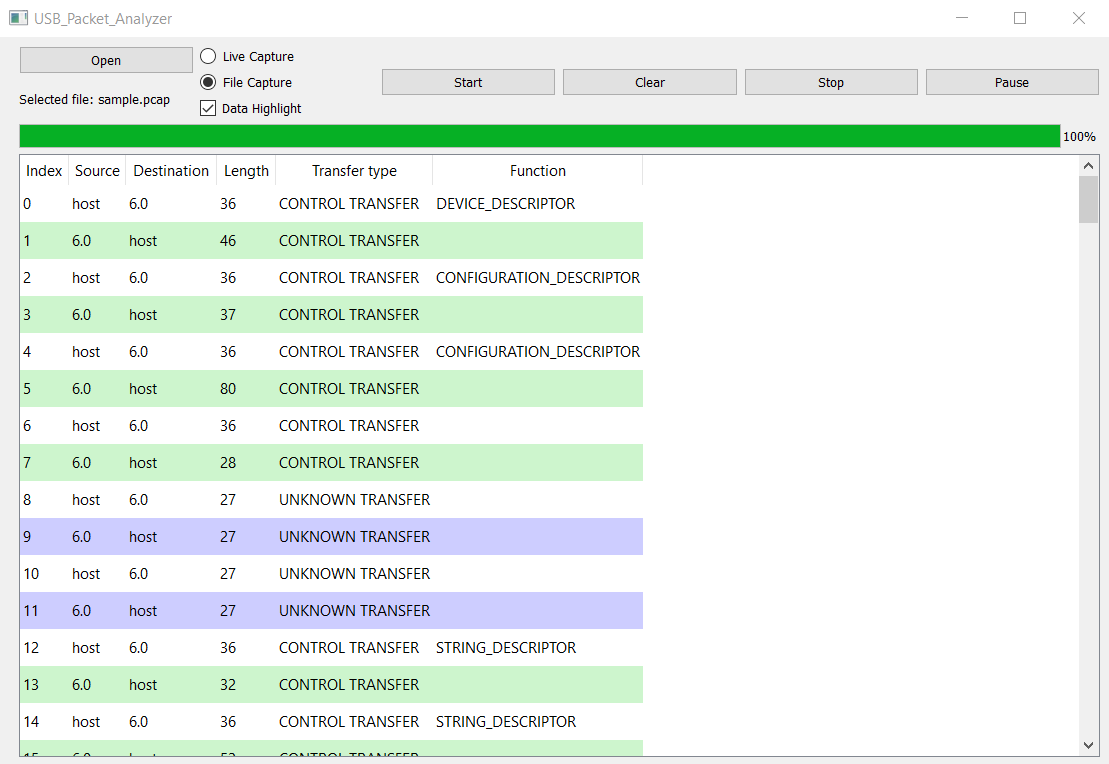 USB_Packet_Analyzer
Open
Live Capture
File Capture
Selected file: sample.pcap
Data Highlight
Start Clear Stop Pause
100%
Index Source Destination Length Transfer type Function
0 host 6.0 36 CONTROL TRANSFER DEVICE_DESCRIPTOR
1 6.0 host 46 CONTROL TRANSFER
2 host 6.0 36 CONTROL TRANSFER CONFIGURATION_DESCRIPTOR
3 6.0 host 37 CONTROL TRANSFER
4 host 6.0 36 CONTROL TRANSFER CONFIGURATION_DESCRIPTOR
5 6.0 host 80 CONTROL TRANSFER
6 host 6.0 36 CONTROL TRANSFER
7 6.0 host 28 CONTROL TRANSFER
8 host 6.0 27 UNKNOWN TRANSFER
9 6.0 host 27 UNKNOWN TRANSFER
10 host 6.0 27 UNKNOWN TRANSFER
11 6.0 host 27 UNKNOWN TRANSFER
12 host 6.0 36 CONTROL TRANSFER STRING_DESCRIPTOR
13 6.0 host 32 CONTROL TRANSFER
14 host 6.0 36 CONTROL TRANSFER STRING_DESCRIPTOR